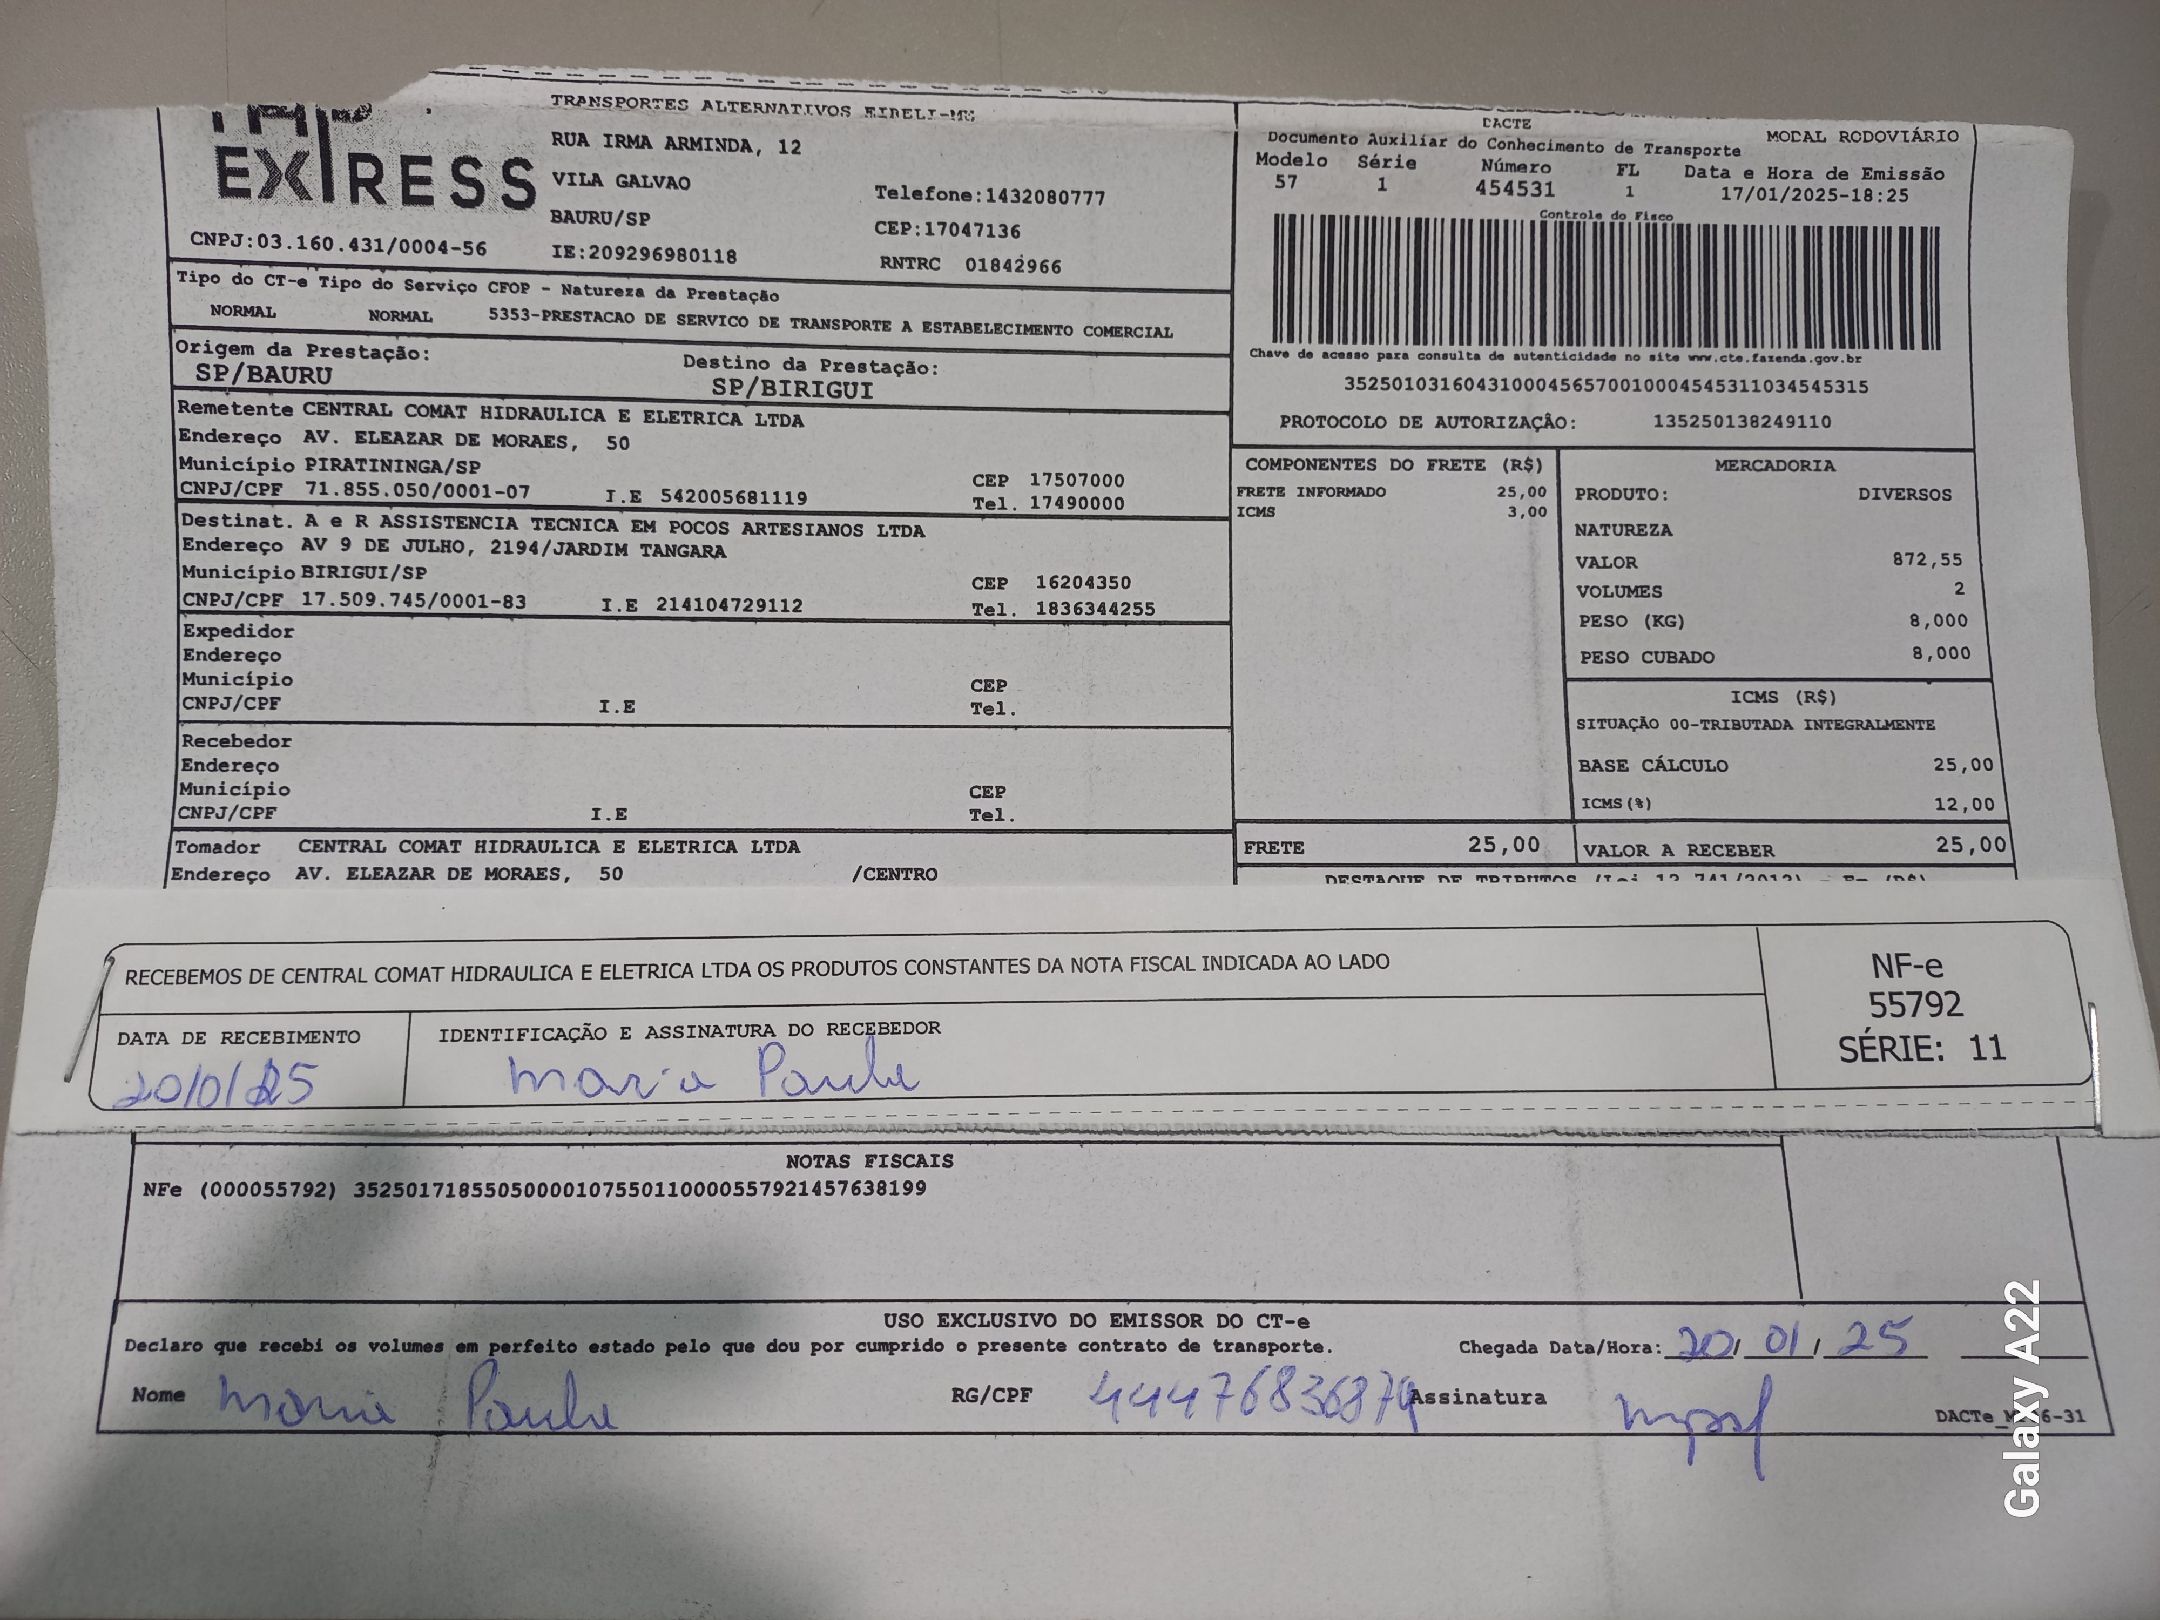 EXPRESS
TRANSPORTES ALTERNATIVOS
RUA IRMA ARMINDA, 12
VILA GALVAO
Telefone:1432080777
BAURU/SP
CEP:17047136
CNPJ:03.160.431/0004-56
IE:209296980118
RNTRC 01842966
DACTE
MODAL RODOVIÁRIO
Documento Auxiliar do Conhecimento de Transporte
Modelo Série Número FL Data e Hora de Emissão
57 1 454531 1 17/01/2025-18:25
Controle do Fisco
Chave de acesso para consulta de autenticidade no site www.cte.fazenda.gov.br
35250103160431000456570010004545311034545315
PROTOCOLO DE AUTORIZAÇÂO: 135250138249110
Tipo do CT-e Tipo do Serviço CFOP - Natureza da Prestação
NORMAL NORMAL 5353-PRESTACAO DE SERVICO DE TRANSPORTE A ESTABELECIMENTO COMERCIAL
Origem da Prestação: Destino da Prestação:
SP/BAURU SP/BIRIGUI
Remetente CENTRAL COMAT HIDRAULICA E ELETRICA LTDA
Endereço AV. ELEAZAR DE MORAES, 50
Município PIRATININGA/SP CEP 17507000
CNPJ/CPF 71.855.050/0001-07 I.E 542005681119 Tel. 17490000
Destinat. A e R ASSISTENCIA TECNICA EM POCOS ARTESIANOS LTDA
Endereço AV 9 DE JULHO, 2194/JARDIM TANGARA
Município BIRIGUI/SP CEP 16204350
CNPJ/CPF 17.509.745/0001-83 I.E 214104729112 Tel. 1836344255
Expedidor
Endereço
Município CEP
CNPJ/CPF I.E Tel.
Recebedor
Endereço
Município CEP
CNPJ/CPF I.E Tel.
Tomador CENTRAL COMAT HIDRAULICA E ELETRICA LTDA
Endereço AV. ELEAZAR DE MORAES, 50 /CENTRO
COMPONENTES DO FRETE (R$)
FRETE INFORMADO 25,00
ICMS 3,00
MERCADORIA
PRODUTO: DIVERSOS
NATUREZA
VALOR 872,55
VOLUMES 2
PESO (KG) 8,000
PESO CUBADO 8,000
ICMS (R$)
SITUAÇÃO 00-TRIBUTADA INTEGRALMENTE
BASE CÁLCULO 25,00
ICMS(%) 12,00
FRETE 25,00
VALOR A RECEBER 25,00
DESTAQUE DE TRIBUTOS (Lei 12.741/2012)
RECEBEMOS DE CENTRAL COMAT HIDRAULICA E ELETRICA LTDA OS PRODUTOS CONSTANTES DA NOTA FISCAL INDICADA AO LADO
NF-e
55792
SÉRIE: 11
DATA DE RECEBIMENTO
20/01/25
IDENTIFICAÇÃO E ASSINATURA DO RECEBEDOR
Maria Paula
NOTAS FISCAIS
NFe (000055792) 35250171855050000107550110000557921457638199
USO EXCLUSIVO DO EMISSOR DO CT-e
Declaro que recebi os volumes em perfeito estado pelo que dou por cumprido o presente contrato de transporte.
Chegada Data/Hora: 20/01/25
Nome Maria Paula RG/CPF 44476836874 Assinatura
Galaxy A22